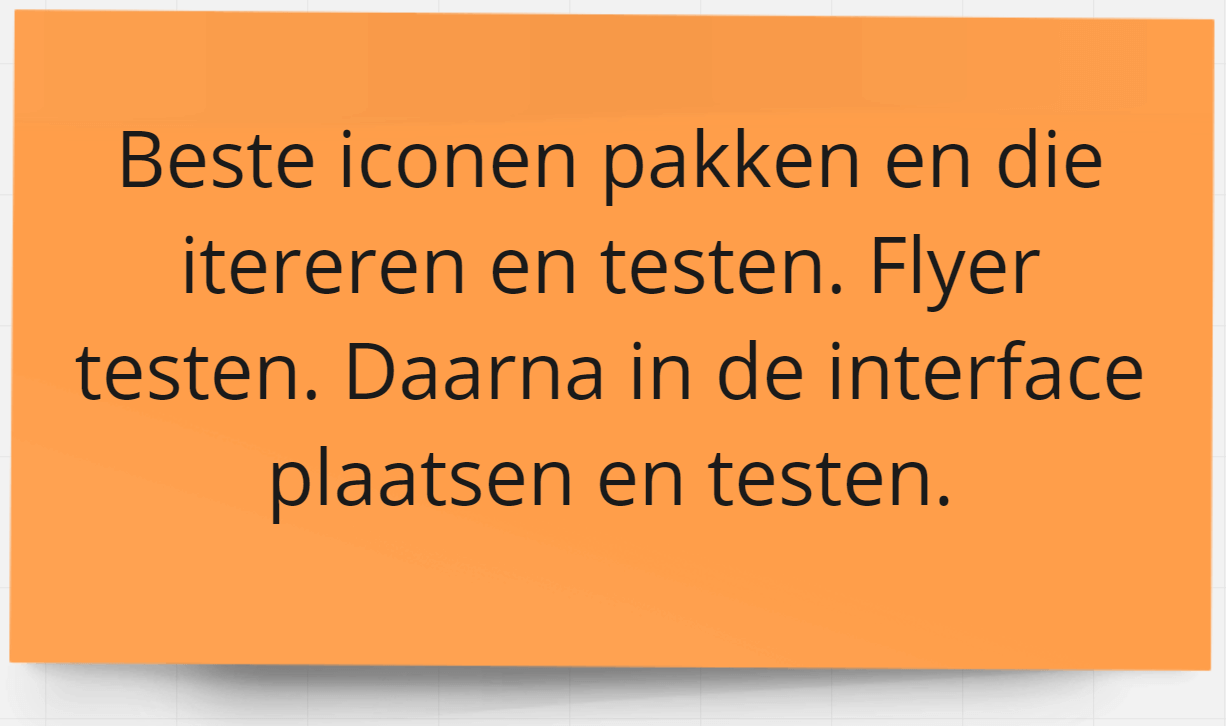 Beste iconen pakken en die
itereren en testen. Flyer
testen. Daarna in de interface
plaatsen en testen.